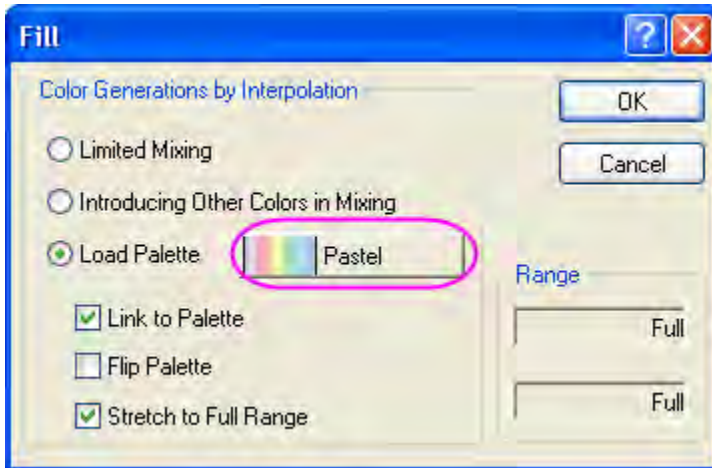 Fill
Color Generations by Interpolation
OK
Limited Mixing
Cancel
Introducing Other Colors in Mixing
Load Palette Pastel
Range
Link to Palette
Full
Flip Palette
Full
Stretch to Full Range